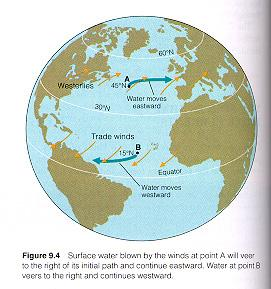 60°N
Westerlies
45°N
A
Water moves
eastward
30°N
Trade winds
B
15°N
Equator
Water moves
westward
Figure 9.4 Surface water blown by the winds at point A will veer
to the right of its initial path and continue eastward. Water at point B
veers to the right and continues westward.